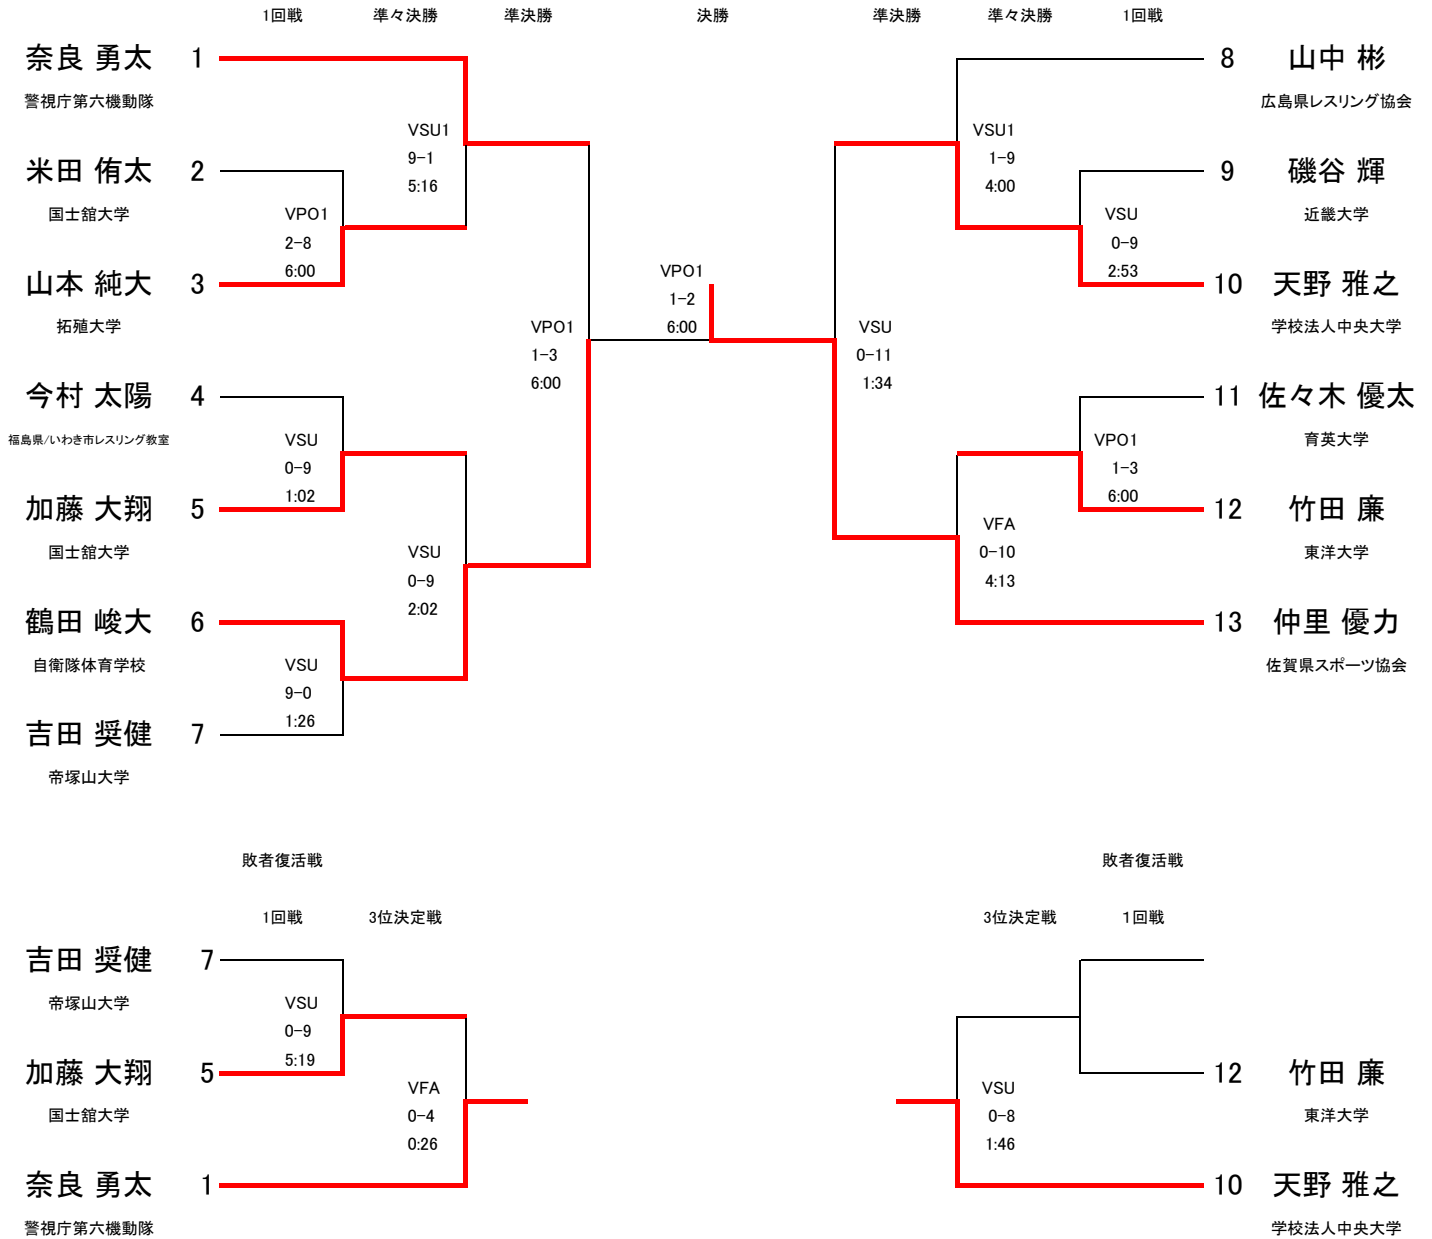 1回戦 準々決勝 準決勝 決勝 準決勝 準々決勝 1回戦
奈良 勇太 1
警視庁第六機動隊
米田 侑太 2
国士舘大学
山本 純大 3
拓殖大学
今村 太陽 4
福島県/いわき市レスリング教室
加藤 大翔 5
国士舘大学
鶴田 峻大 6
自衛隊体育学校
吉田 奨健 7
帝塚山大学
VPO1
2-8
6:00
VSU
0-9
1:02
VSU
9-0
1:26
VSU1
9-1
5:16
VSU
0-9
2:02
VPO1
1-3
6:00
VPO1
1-2
6:00
VSU
0-11
1:34
VSU1
1-9
4:00
VFA
0-10
4:13
VSU
0-9
2:53
VPO1
1-3
6:00
8 山中 彬
広島県レスリング協会
9 磯谷 輝
近畿大学
10 天野 雅之
学校法人中央大学
11 佐々木 優太
育英大学
12 竹田 廉
東洋大学
13 仲里 優力
佐賀県スポーツ協会
敗者復活戦
1回戦 3位決定戦
吉田 奨健 7
帝塚山大学
加藤 大翔 5
国士舘大学
奈良 勇太 1
警視庁第六機動隊
VSU
0-9
5:19
VFA
0-4
0:26
敗者復活戦
3位決定戦 1回戦
VSU
0-8
1:46
12 竹田 廉
東洋大学
10 天野 雅之
学校法人中央大学